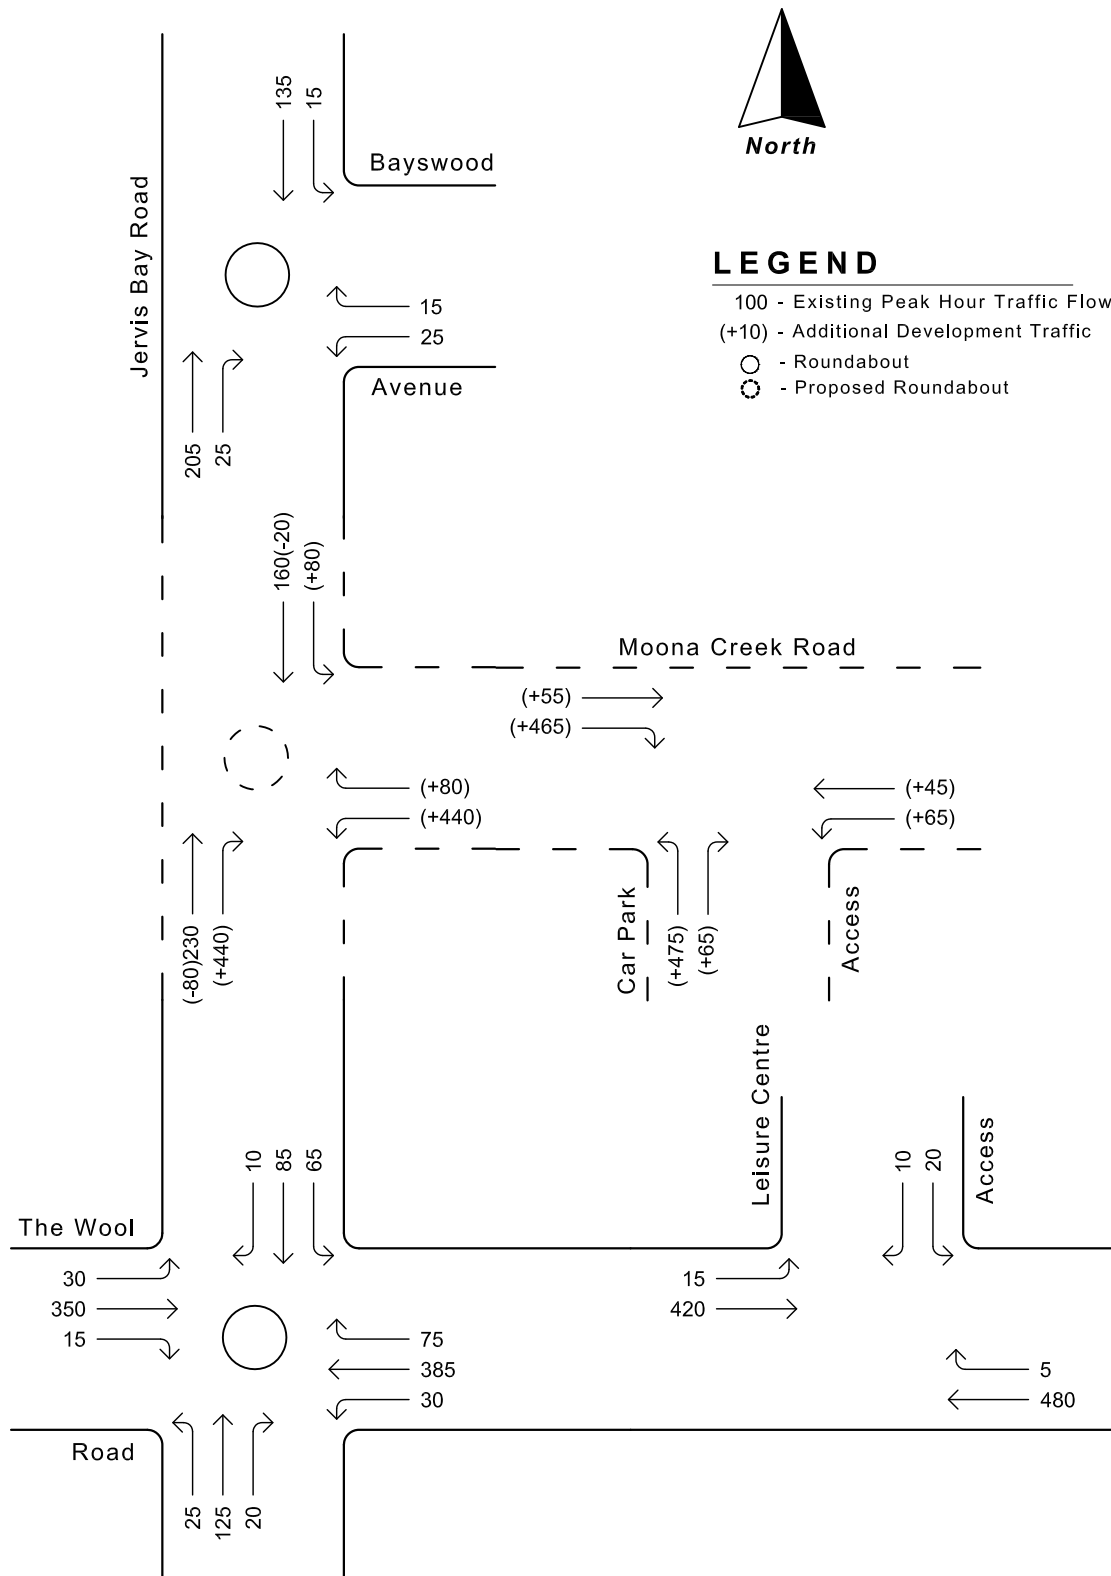 135
15
Bayswood
Jervis Bay Road
North
LEGEND
100 - Existing Peak Hour Traffic Flow
(+10) - Additional Development Traffic
- Roundabout
- Proposed Roundabout
15
25
Avenue
205
25
160(-20)
(+80)
Moona Creek Road
(+55)
(+465)
(+80)
(+440)
(+45)
(+65)
(-80)230
(+440)
Car Park
(+475)
(+65)
Access
Leisure Centre
Access
10
85
65
10
20
The Wool
30
350
15
15
420
75
385
30
5
480
Road
25
125
20